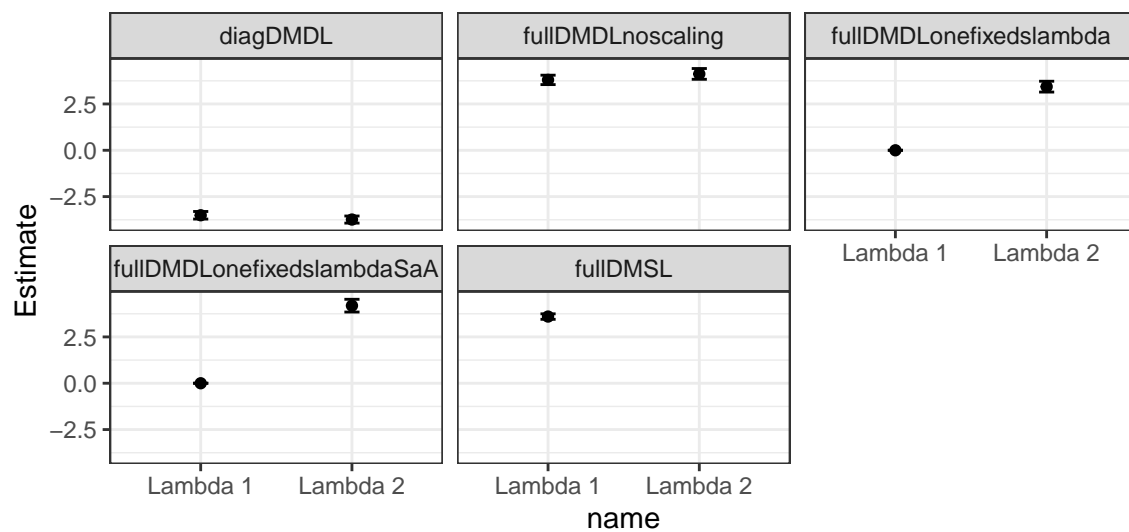 diagDMDL
fullDMDLnoscaling
fullDMDLonefixedslambda
2.5
0.0
−2.5
Lambda 1
Lambda 2
fullDMDLonefixedslambdaSaA
fullDMSL
2.5
0.0
−2.5
Lambda 1
Lambda 2
Lambda 1
Lambda 2
Estimate
name